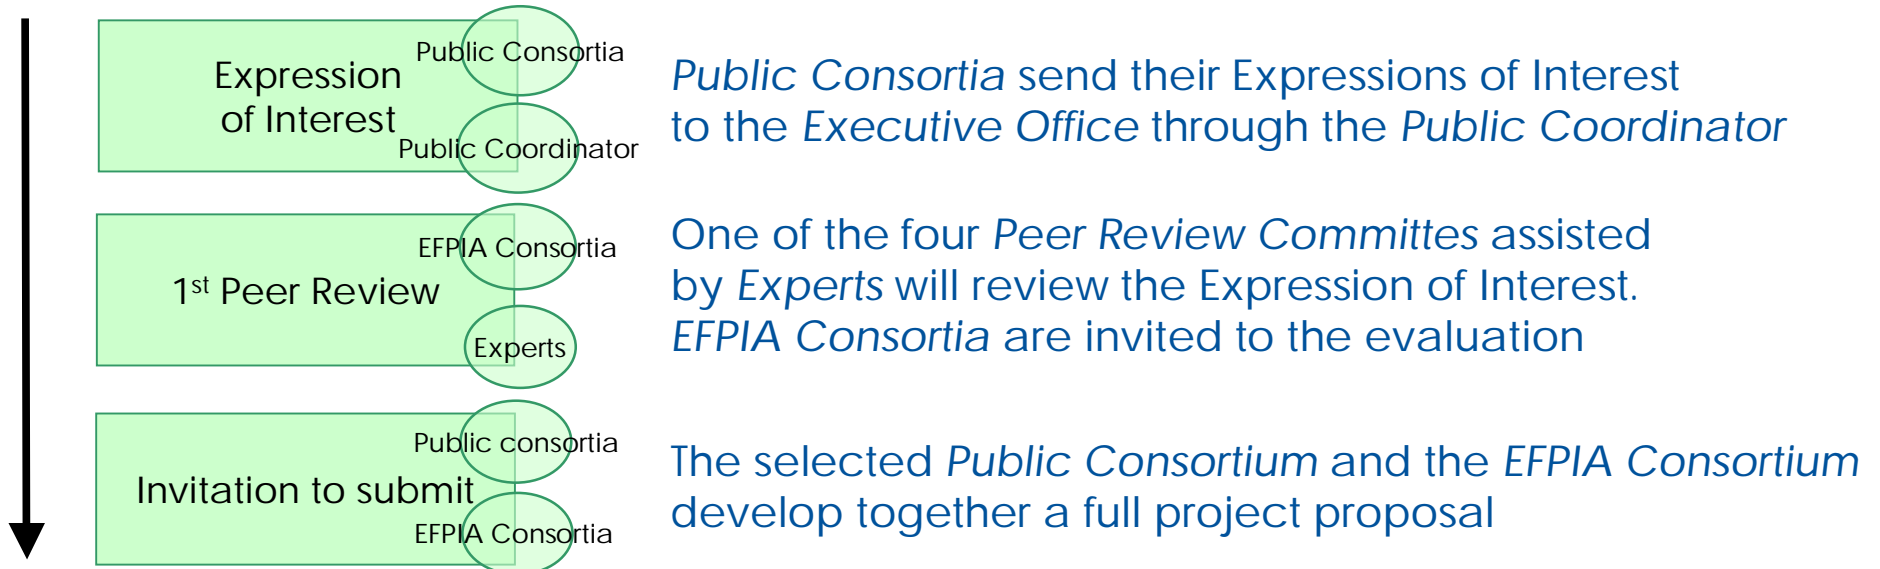 Expression
of Interest
Public Consortia
Public Coordinator
Public Consortia send their Expressions of Interest
to the Executive Office through the Public Coordinator
1st Peer Review
EFPIA Consortia
Experts
One of the four Peer Review Committes assisted
by Experts will review the Expression of Interest.
EFPIA Consortia are invited to the evaluation
Invitation to submit
Public consortia
EFPIA Consortia
The selected Public Consortium and the EFPIA Consortium
develop together a full project proposal